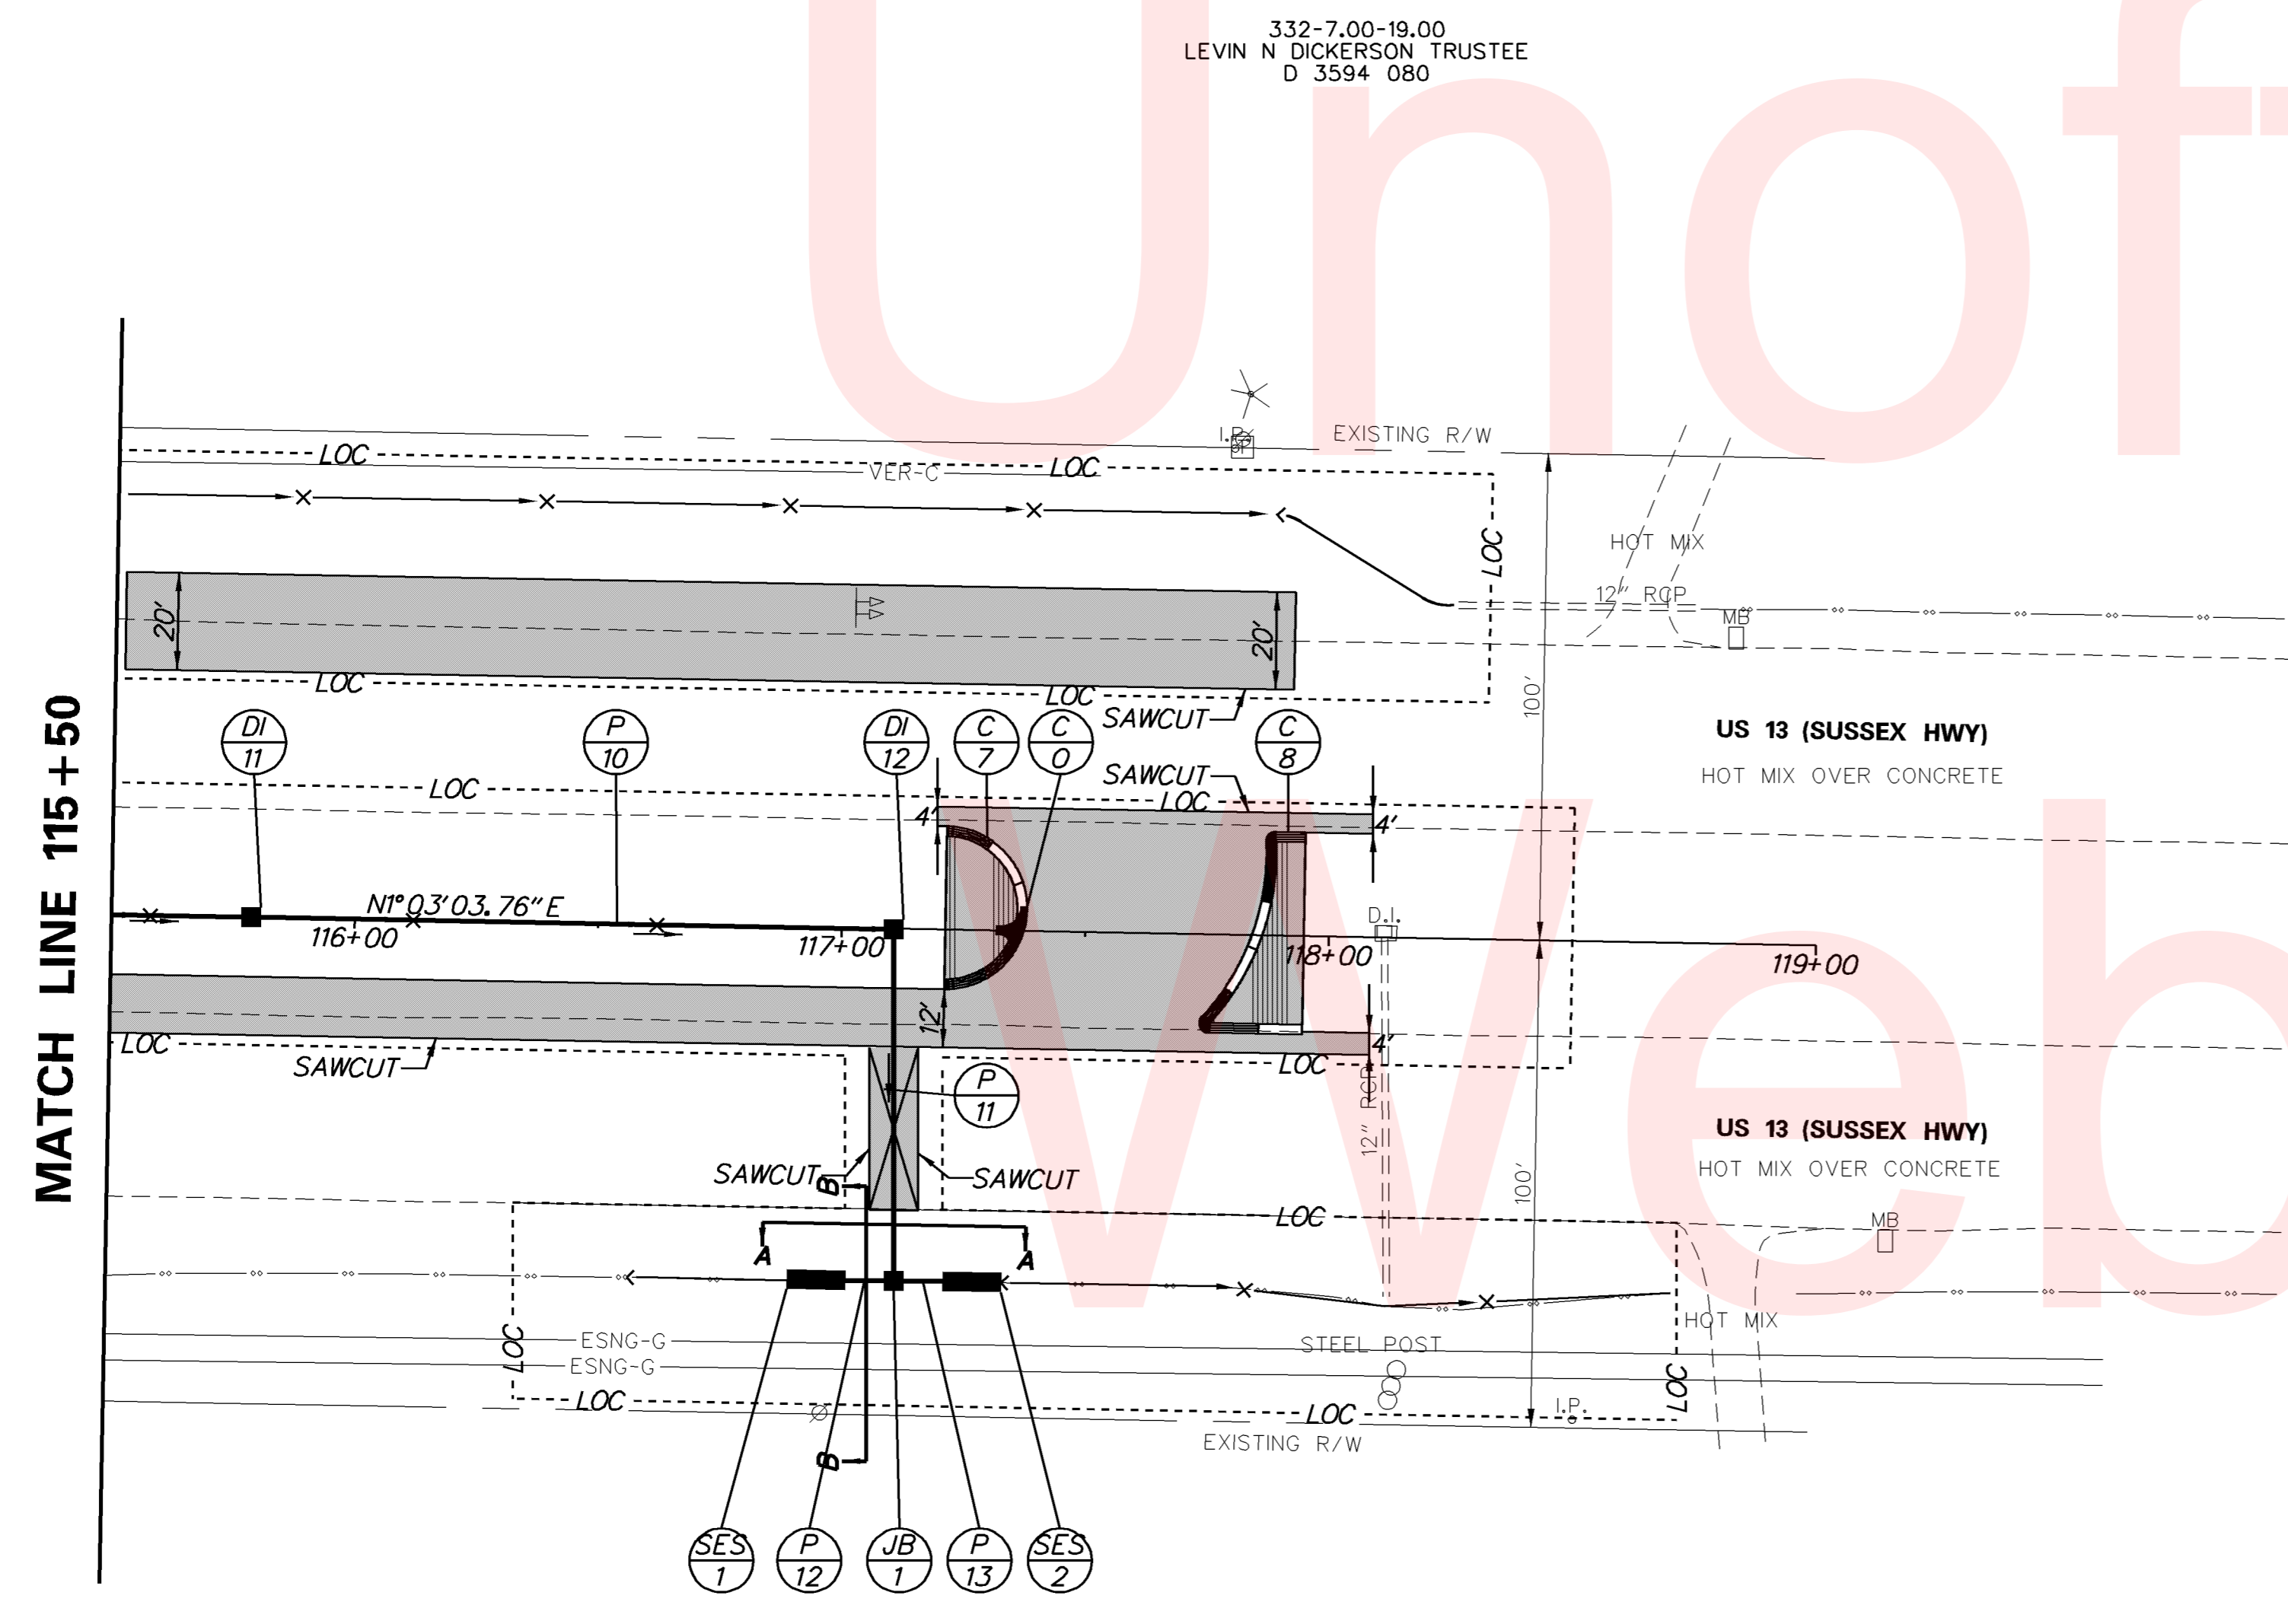 332-7.00-19.00
LEVIN N DICKERSON TRUSTEE
D 3594 080
Unof
I.P.
EXISTING R/W
LOC
VER-C
LOC
LOC
HOT MIX
12" RCP
MB
20'
20'
LOC
LOC
SAWCUT
100'
MATCH LINE 115+50
DI
11
P
10
DI
12
C
7
C
0
C
8
US 13 (SUSSEX HWY)
HOT MIX OVER CONCRETE
SAWCUT
LOC
LOC
4'
4'
N1°03'03.76"E
116+00
117+00
D.I.
118+00
119+00
12'
LOC
SAWCUT
4'
LOC
P
11
12" RCP
US 13 (SUSSEX HWY)
HOT MIX OVER CONCRETE
SAWCUT
SAWCUT
B
100'
LOC
MB
A
A
HOT MIX
ESNG-G
ESNG-G
LOC
STEEL POST
LOC
LOC
LOC
I.P.
EXISTING R/W
B
SES
1
P
12
JB
1
P
13
SES
2
Web